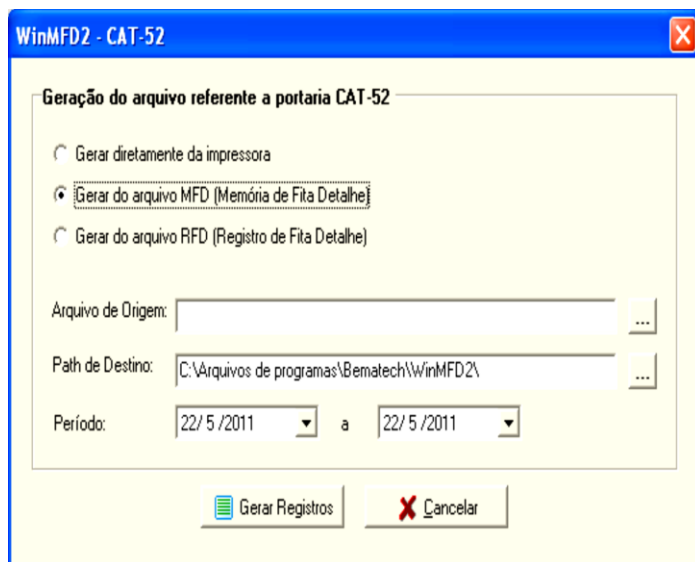 WinMFD2 - CAT-52
Geração do arquivo referente a portaria CAT-52
Gerar diretamente da impressora
Gerar do arquivo MFD (Memória de Fita Detalhe)
Gerar do arquivo RFD (Registro de Fita Detalhe)
Arquivo de Origem:
...
Path de Destino: C:\Arquivos de programas\Bematech\WinMFD2\ ...
Período: 22/ 5 /2011 a 22/ 5 /2011
Gerar Registros Cancelar